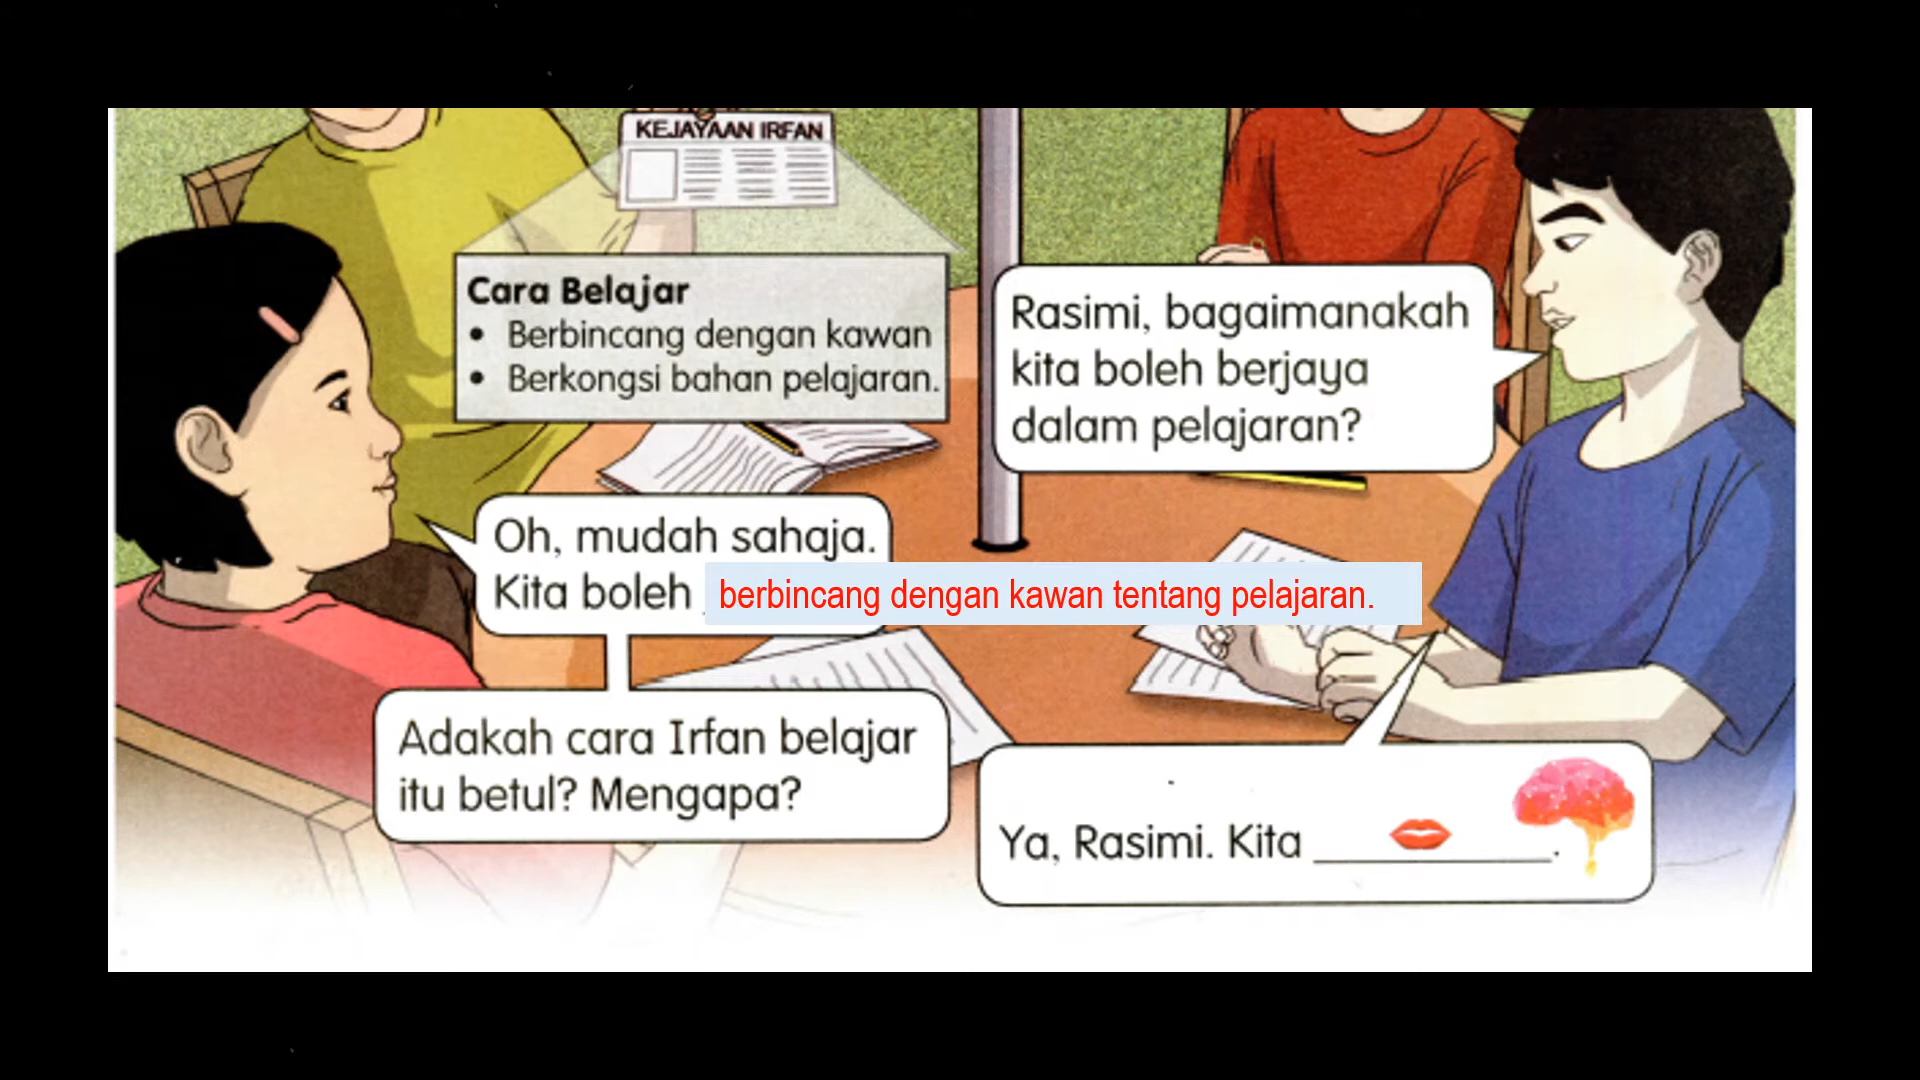 KEJAYAAN IRFAN
Cara Belajar
• Berbincang dengan kawan
• Berkongsi bahan pelajaran.
Rasimi, bagaimanakah
kita boleh berjaya
dalam pelajaran?
Oh, mudah sahaja.
Kita boleh berbincang dengan kawan tentang pelajaran.
Adakah cara Irfan belajar
itu betul? Mengapa?
Ya, Rasimi. Kita __________.